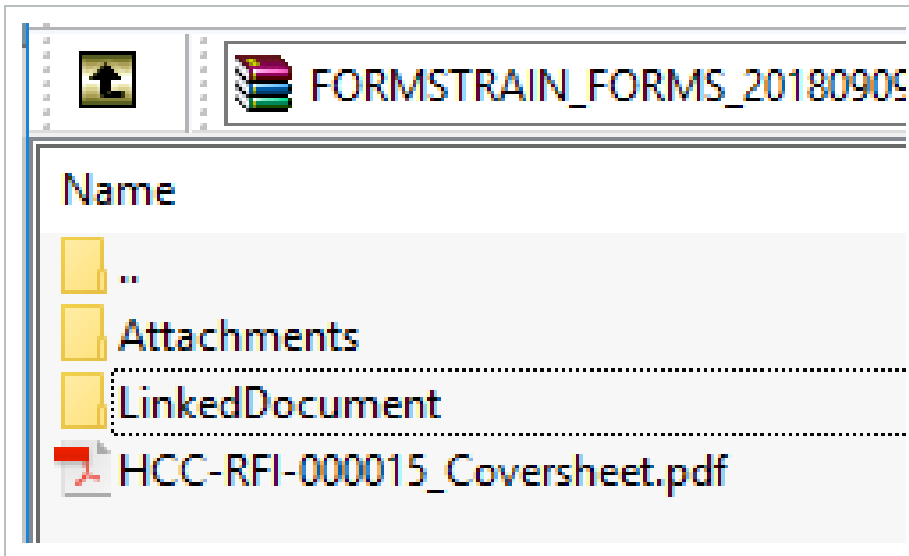 FORMSTRAIN_FORMS_20180909
Name
..
Attachments
LinkedDocument
HCC-RFI-000015_Coversheet.pdf